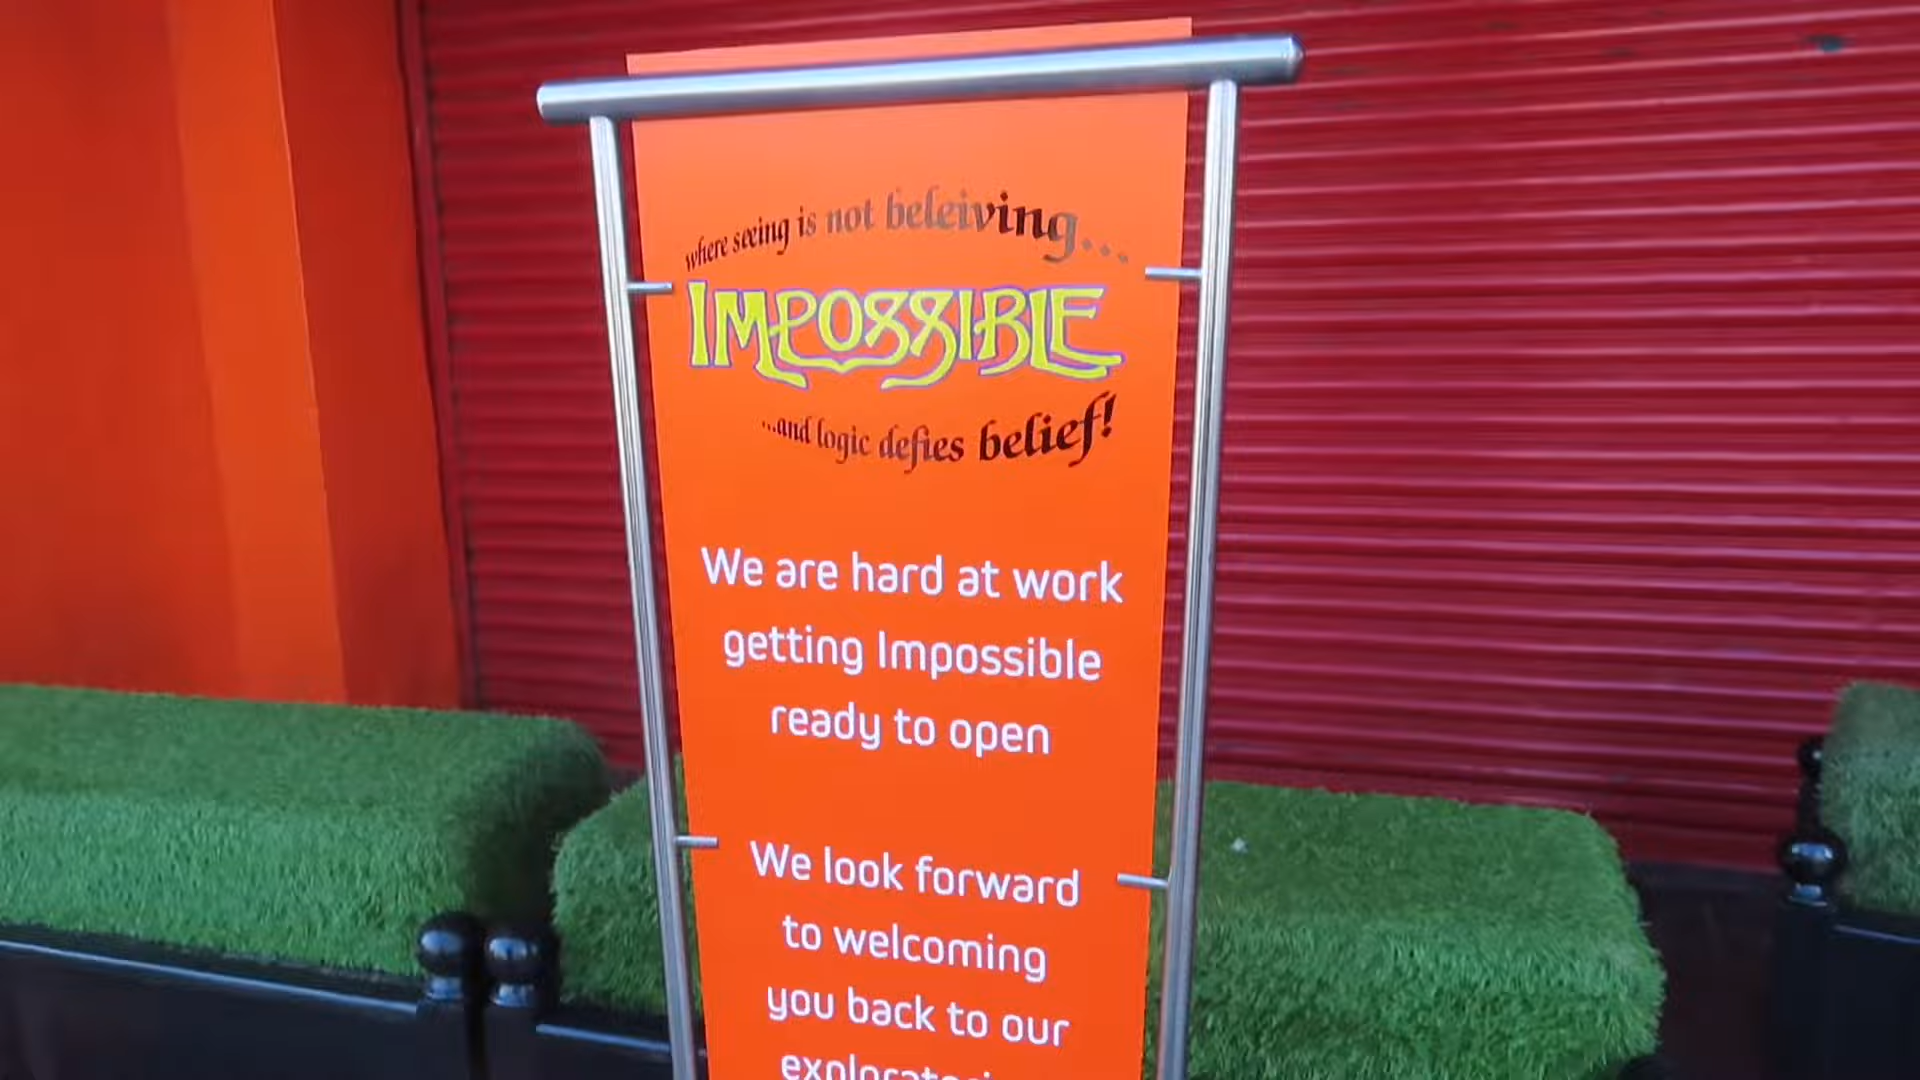 where seeing is not beleiving...
IMPOSSIBLE
...and logic defies belief!
We are hard at work
getting Impossible
ready to open
We look forward
to welcoming
you back to our